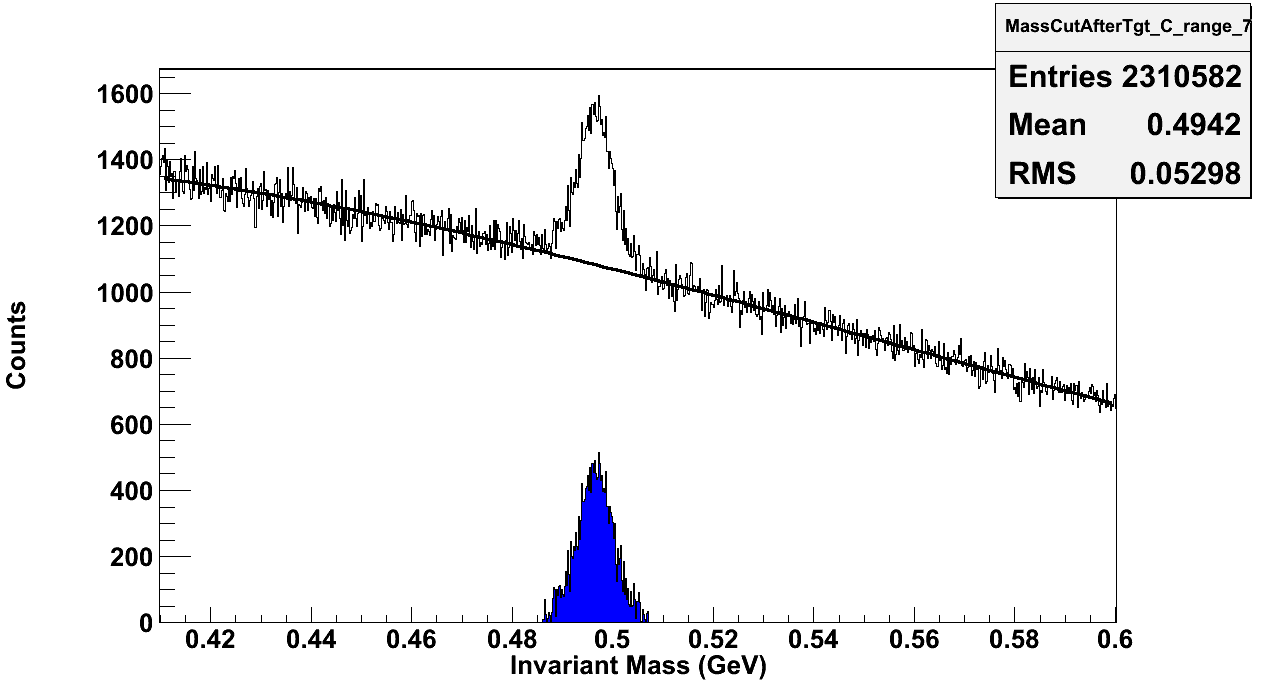 MassCutAfterTgt_C_range_7
Entries 2310582
Mean 0.4942
RMS 0.05298
1600
1400
1200
1000
800
600
400
200
0
Counts
0.42 0.44 0.46 0.48 0.5 0.52 0.54 0.56 0.58 0.6
Invariant Mass (GeV)